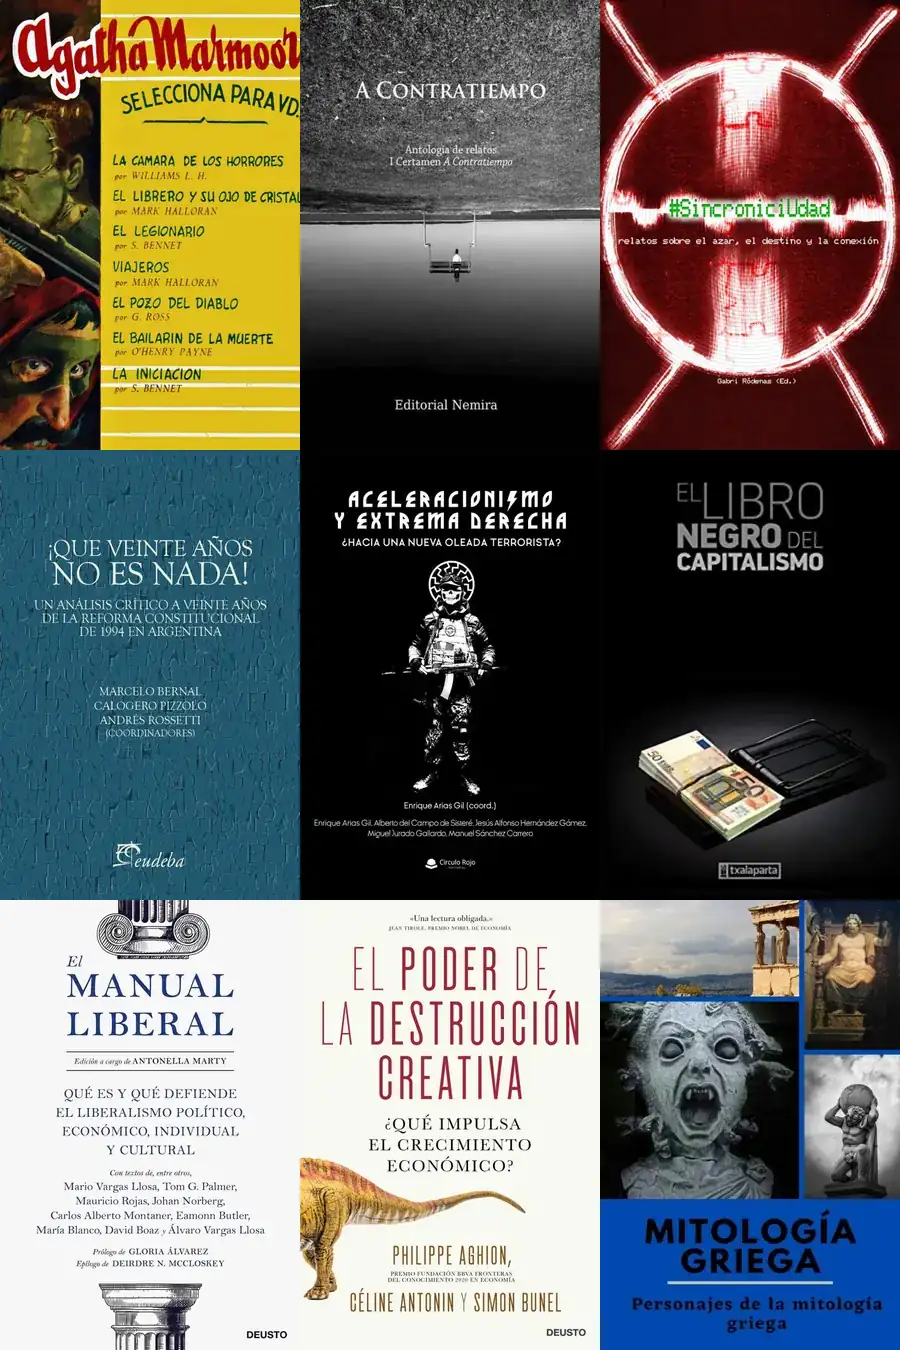 Agatha Marmoor
SELECCIONA PARA VD.
LA CAMARA DE LOS HORRORES
por WILLIAMS L. H.
EL LIBRERO Y SU OJO DE CRISTAL
por MARK HALLORAN
EL LEGIONARIO
por S. BENNET
VIAJEROS
por MARK HALLORAN
EL POZO DEL DIABLO
por G. ROSS
EL BAILARIN DE LA MUERTE
por O'HENRY PAYNE
LA INICIACION
por S. BENNET
A CONTRATIEMPO
Antología de relatos
I Certamen A Contratiempo
Editorial Nemira
#SincroniciUdad
relatos sobre el azar, el destino y la conexión
Gabri Ródenas (Ed.)
¡QUE VEINTE AÑOS
NO ES NADA!
UN ANÁLISIS CRÍTICO A VEINTE AÑOS
DE LA REFORMA CONSTITUCIONAL
DE 1994 EN ARGENTINA
MARCELO BERNAL
CALOGERO PIZZOLO
ANDRÉS ROSSETTI
(COORDINADORES)
eudeba
ACELERACIONISMO
Y EXTREMA DERECHA
¿HACIA UNA NUEVA OLEADA TERRORISTA?
Enrique Arias Gil (coord.)
Enrique Arias Gil, Alberto del Campo de Sisteré, Jesús Alfonso Hernández Gámez,
Miguel Jurado Gallardo, Manuel Sánchez Carrero
Círculo Rojo
EL LIBRO
NEGRO DEL
CAPITALISMO
50 EURO
50
txalaparta
El
MANUAL
LIBERAL
Edición a cargo de ANTONELLA MARTY
QUÉ ES Y QUÉ DEFIENDE
EL LIBERALISMO POLÍTICO,
ECONÓMICO, INDIVIDUAL
Y CULTURAL
Con textos de, entre otros,
Mario Vargas Llosa, Tom G. Palmer,
Mauricio Rojas, Johan Norberg,
Carlos Alberto Montaner, Eamonn Butler,
María Blanco, David Boaz y Álvaro Vargas Llosa
Prólogo de GLORIA ÁLVAREZ
Epílogo de DEIRDRE N. MCCLOSKEY
DEUSTO
«Una lectura obligada.»
JEAN TIROLE, PREMIO NOBEL DE ECONOMÍA
EL PODER DE
LA DESTRUCCIÓN
CREATIVA
¿QUÉ IMPULSA
EL CRECIMIENTO
ECONÓMICO?
PHILIPPE AGHION,
PREMIO FUNDACIÓN BBVA FRONTERAS
DEL CONOCIMIENTO 2020 EN ECONOMÍA
CÉLINE ANTONIN Y SIMON BUNEL
DEUSTO
MITOLOGÍA
GRIEGA
Personajes de la mitología
griega